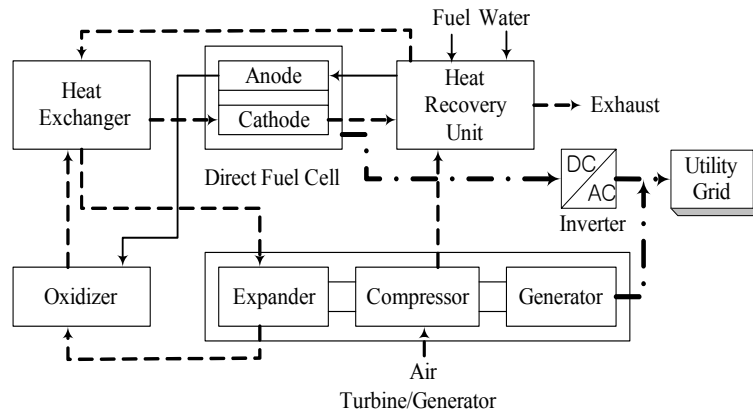 Fuel Water
Anode
Heat
Exchanger
Heat
Recovery
Unit
Exhaust
Cathode
Direct Fuel Cell
DC
AC
Inverter
Utility
Grid
Oxidizer
Expander
Compressor
Generator
Air
Turbine/Generator